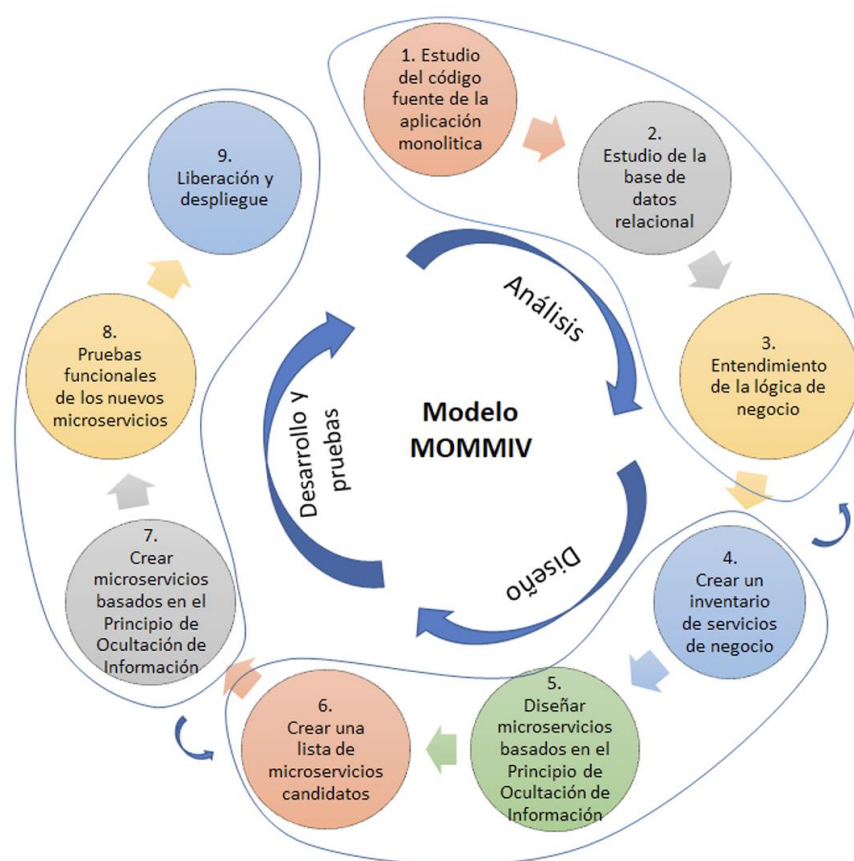 1. Estudio
del código
fuente de la
aplicación
monolitica
2.
Estudio de la
base de
datos
relacional
3.
Entendimiento
de la lógica de
negocio
4.
Crear un
inventario
de servicios
de negocio
5.
Diseñar
microservicios
basados en el
Principio de
Ocultación de
Información
6.
Crear una
lista de
microservicios
candidatos
7.
Crear
microservicios
basados en el
Principio de
Ocultación de
Información
8.
Pruebas
funcionales
de los nuevos
microservicios
9.
Liberación y
despliegue
Análisis
Diseño
Desarrollo y
pruebas
Modelo
MOMMIV